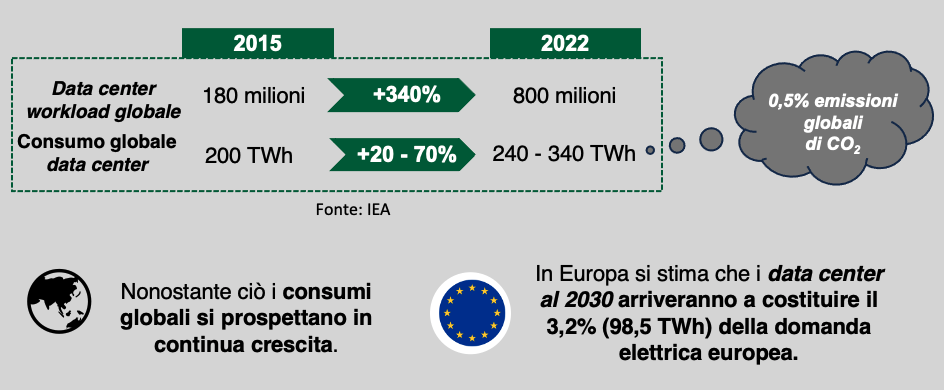 2015
2022
Data center
workload globale
180 milioni
+340%
800 milioni
Consumo globale
data center
200 TWh
+20 - 70%
240 - 340 TWh
0,5% emissioni
globali
di CO₂
Fonte: IEA
Nonostante ciò i consumi
globali si prospettano in
continua crescita.
In Europa si stima che i data center
al 2030 arriveranno a costituire il
3,2% (98,5 TWh) della domanda
elettrica europea.